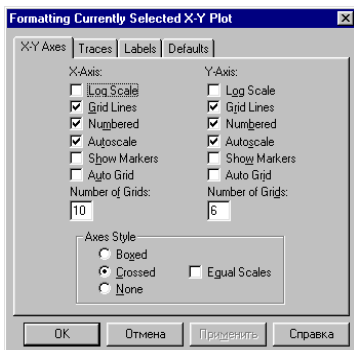 Formatting Currently Selected X-Y Plot
X-Y Axes Traces Labels Defaults
X-Axis: Y-Axis:
Log Scale Log Scale
Grid Lines Grid Lines
Numbered Numbered
Autoscale Autoscale
Show Markers Show Markers
Auto Grid Auto Grid
Number of Grids: Number of Grids:
10 6
Axes Style
Boxed
Crossed Equal Scales
None
OK Отмена Применить Справка